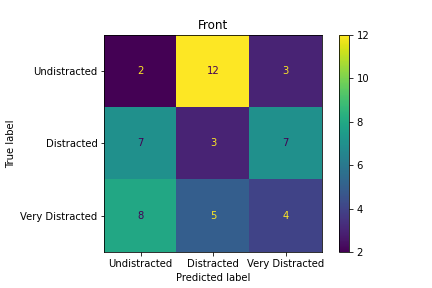 Front
Undistracted 2 12 3
Distracted 7 3 7
Very Distracted 8 5 4
Undistracted Distracted Very Distracted
Predicted label
True label
12
10
8
6
4
2